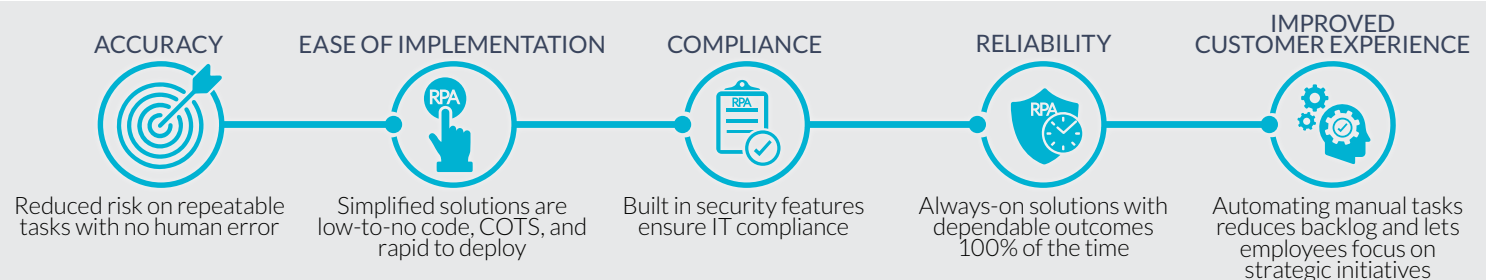 ACCURACY
Reduced risk on repeatable
tasks with no human error
EASE OF IMPLEMENTATION
RPA
Simplified solutions are
low-to-no code, COTS, and
rapid to deploy
COMPLIANCE
RPA
Built in security features
ensure IT compliance
RELIABILITY
RPA
Always-on solutions with
dependable outcomes
100% of the time
IMPROVED
CUSTOMER EXPERIENCE
Automating manual tasks
reduces backlog and lets
employees focus on
strategic initiatives